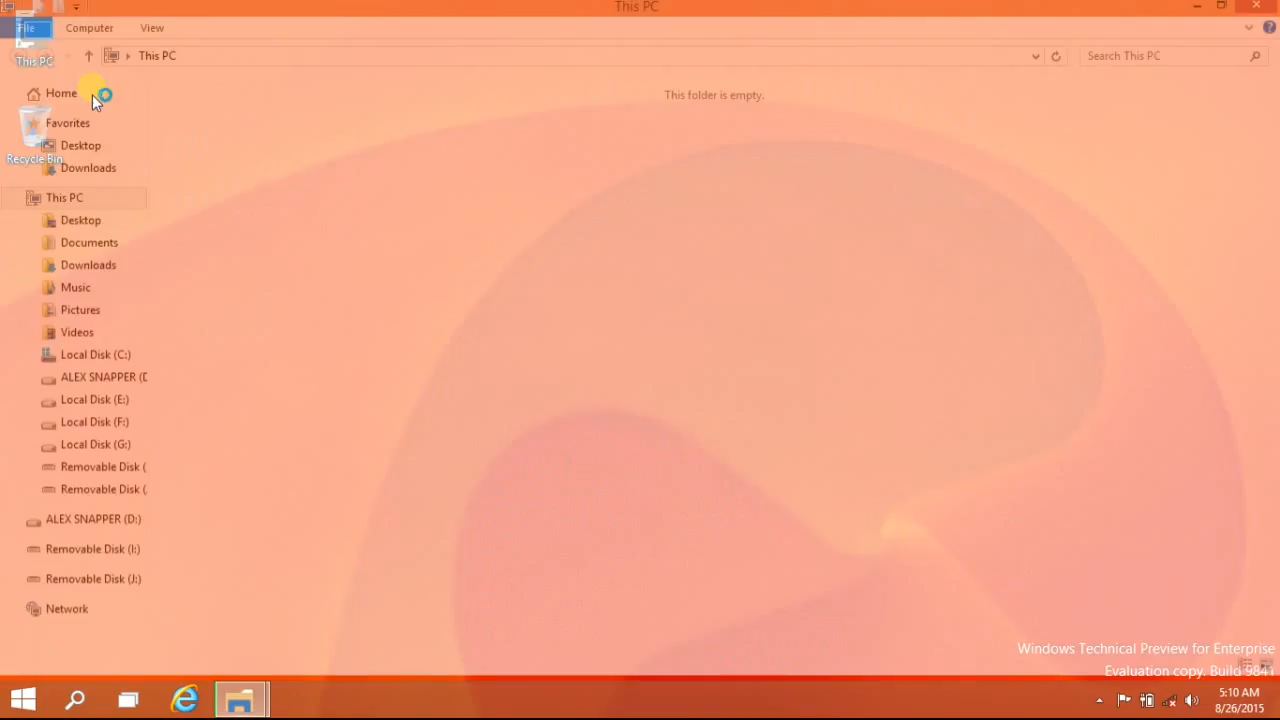 This PC
File
Computer
View
This PC
This PC
Search This PC
Home
This folder is empty.
Favorites
Desktop
Recycle Bin
Downloads
This PC
Desktop
Documents
Downloads
Music
Pictures
Videos
Local Disk (C:)
ALEX SNAPPER (D
Local Disk (E:)
Local Disk (F:)
Local Disk (G:)
Removable Disk (
Removable Disk (
ALEX SNAPPER (D:)
Removable Disk (I:)
Removable Disk (J:)
Network
Windows Technical Preview for Enterprise
Evaluation copy. Build 9841
5:10 AM
8/26/2015